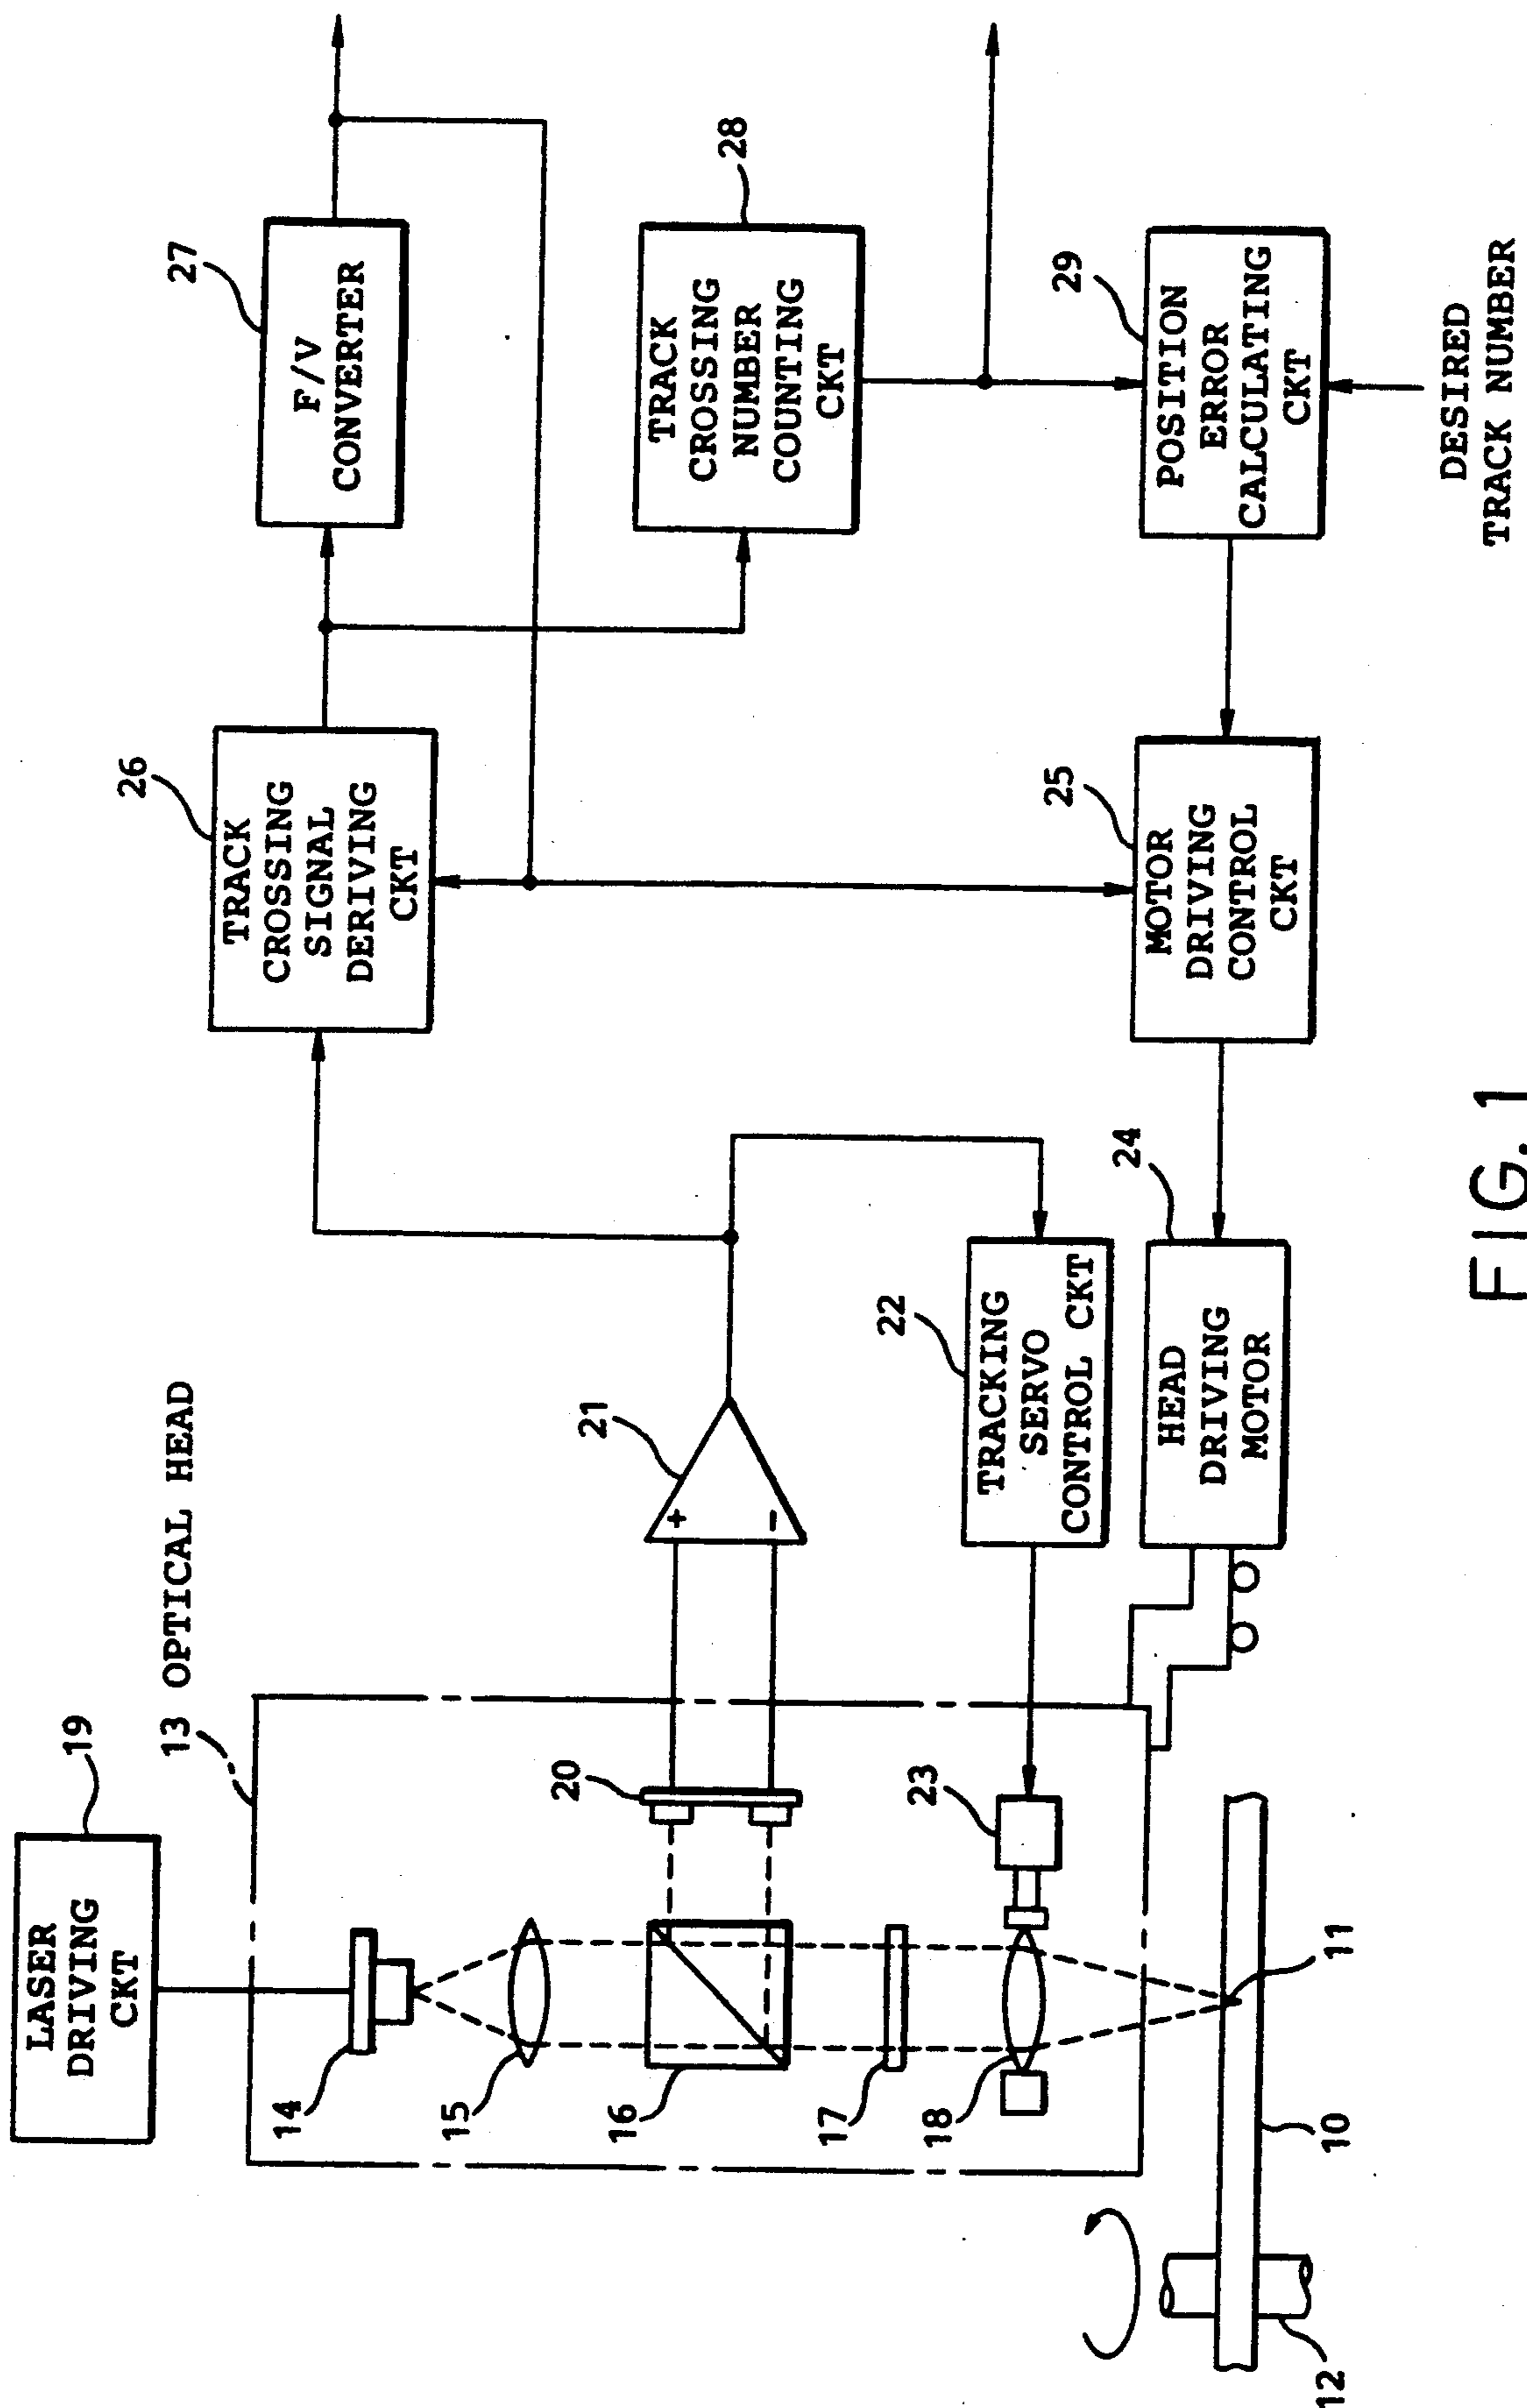 19
LASER
DRIVING
CKT
13 OPTICAL HEAD
14
15
16
17
18
20
23
21
+
-
22
TRACKING
SERVO
CONTROL CKT
24
HEAD
DRIVING
MOTOR
11
10
12
26
TRACK
CROSSING
SIGNAL
DERIVING
CKT
25
MOTOR
DRIVING
CONTROL
CKT
27
F/V
CONVERTER
28
TRACK
CROSSING
NUMBER
COUNTING
CKT
29
POSITION
ERROR
CALCULATING
CKT
DESIRED
TRACK NUMBER
FIG. 1